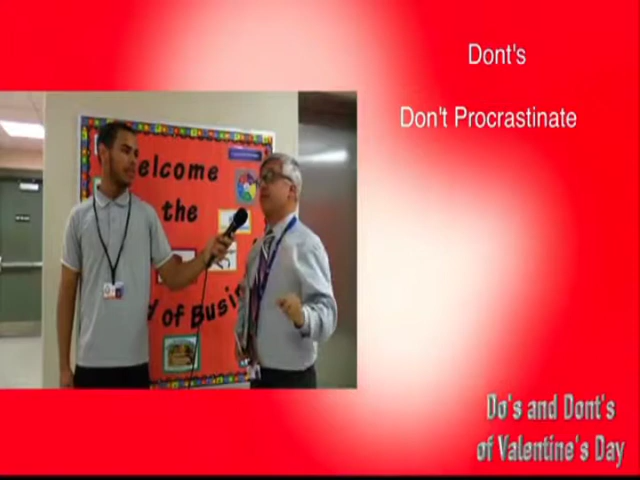 Dont's
Don't Procrastinate
elcome
the
of Busi
Do's and Dont's
of Valentine's Day